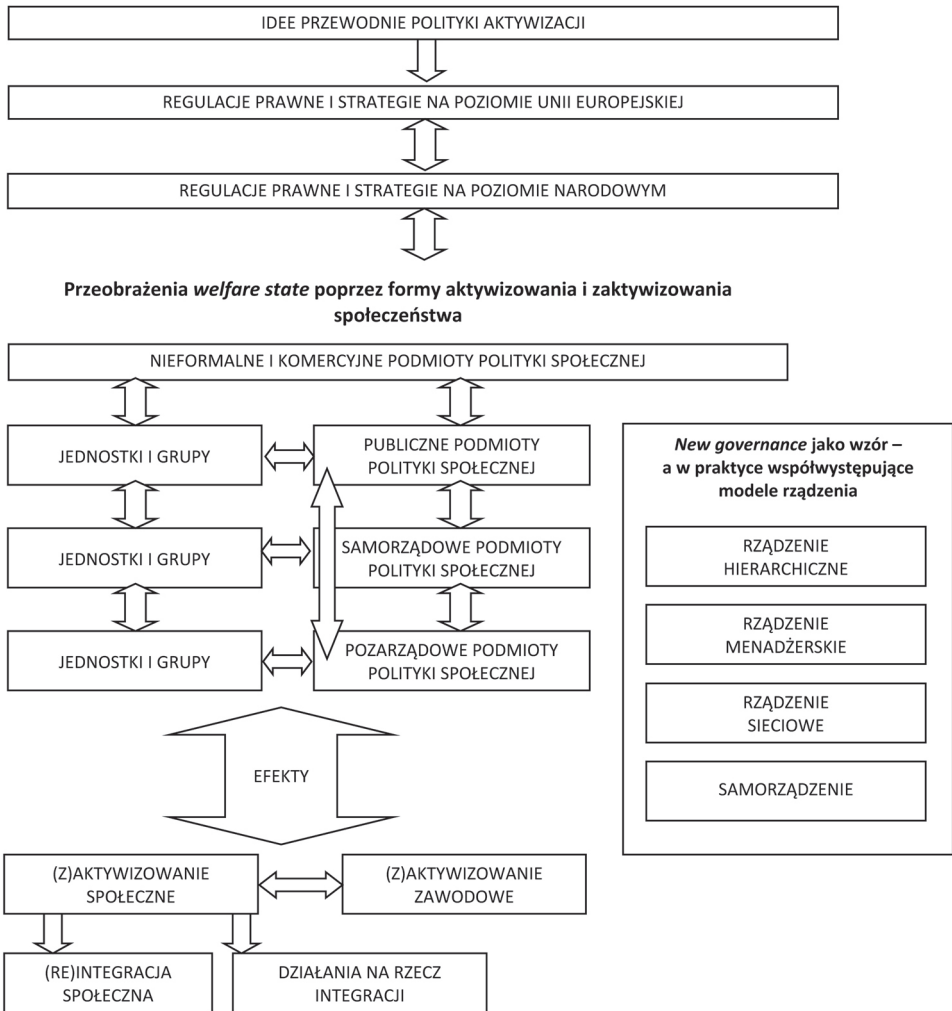 IDEE PRZEWODNIE POLITYKI AKTYWIZACJI
REGULACJE PRAWNE I STRATEGIE NA POZIOMIE UNII EUROPEJSKIEJ
REGULACJE PRAWNE I STRATEGIE NA POZIOMIE NARODOWYM
Przeobrażenia welfare state poprzez formy aktywizowania i zaktywizowania
społeczeństwa
NIEFORMALNE I KOMERCYJNE PODMIOTY POLITYKI SPOŁECZNEJ
JEDNOSTKI I GRUPY
PUBLICZNE PODMIOTY
POLITYKI SPOŁECZNEJ
JEDNOSTKI I GRUPY
SAMORZĄDOWE PODMIOTY
POLITYKI SPOŁECZNEJ
JEDNOSTKI I GRUPY
POZARZĄDOWE PODMIOTY
POLITYKI SPOŁECZNEJ
New governance jako wzór –
a w praktyce współwystępujące
modele rządzenia
RZĄDZENIE
HIERARCHICZNE
RZĄDZENIE
MENADŻERSKIE
RZĄDZENIE
SIECIOWE
SAMORZĄDZENIE
EFEKTY
(Z)AKTYWIZOWANIE
SPOŁECZNE
(Z)AKTYWIZOWANIE
ZAWODOWE
(RE)INTEGRACJA
SPOŁECZNA
DZIAŁANIA NA RZECZ
INTEGRACJI